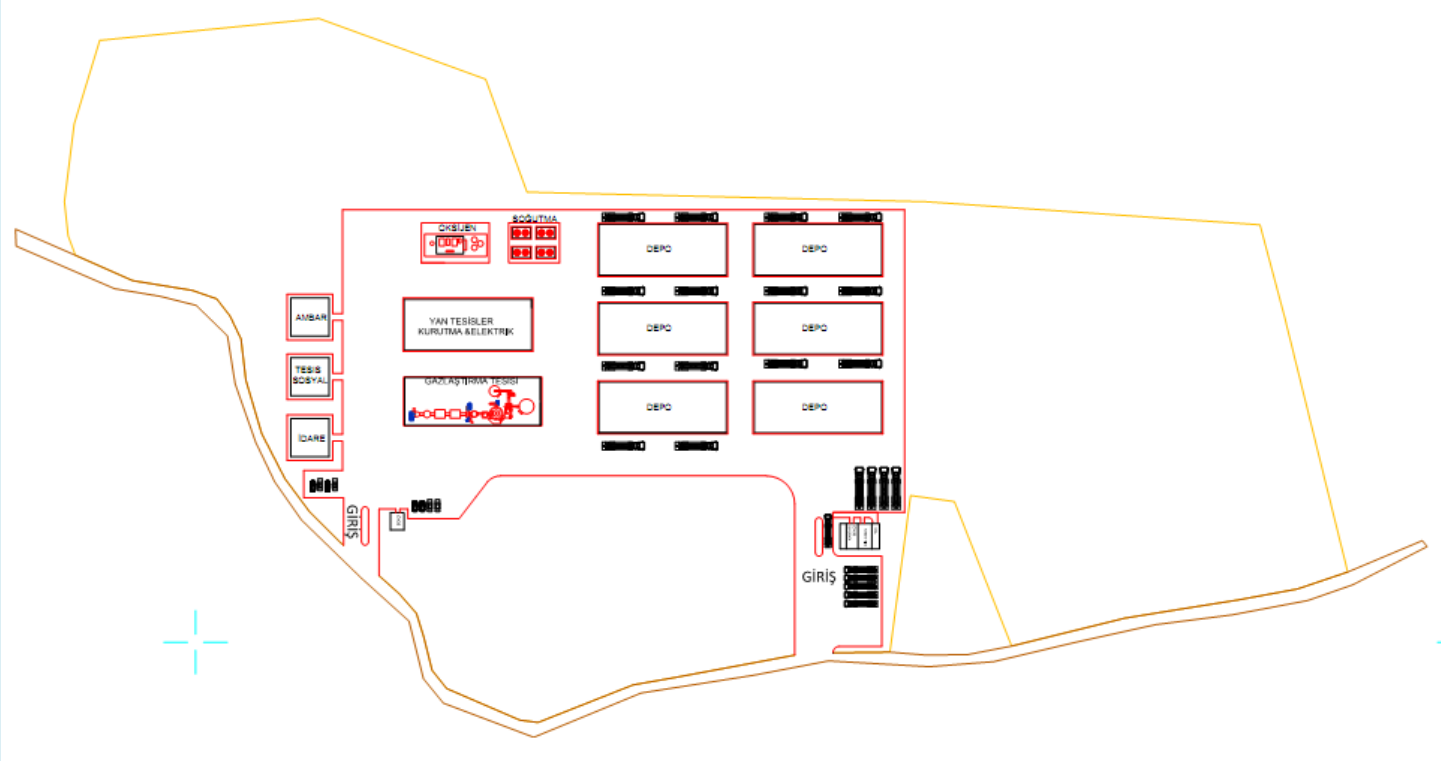 SOĞUTMA
OKSİJEN
DEPO
DEPO
AMBAR
YAN TESİSLER
KURUTMA &ELEKTRİK
DEPO
DEPO
TESİS
SOSYAL
GAZLAŞTIRMA TESİSİ
DEPO
DEPO
İDARE
GİRİŞ
GİRİŞ